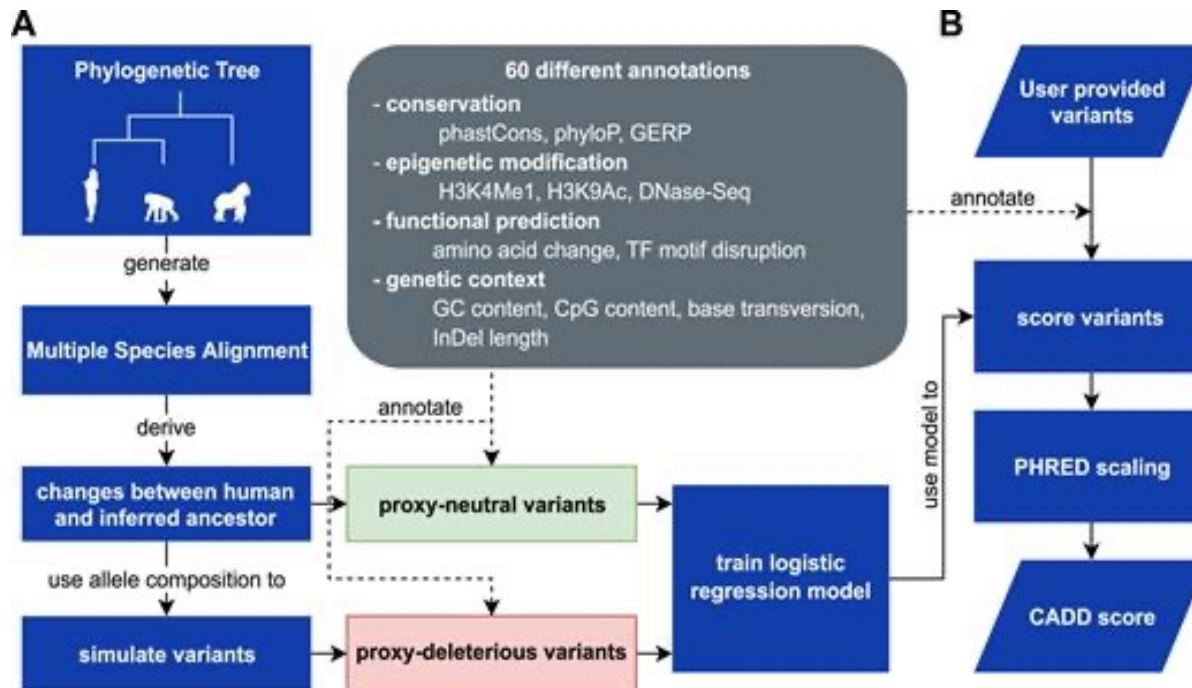 A
Phylogenetic Tree
generate
Multiple Species Alignment
derive
changes between human
and inferred ancestor
use allele composition to
simulate variants
60 different annotations
- conservation
phastCons, phyloP, GERP
- epigenetic modification
H3K4Me1, H3K9Ac, DNase-Seq
- functional prediction
amino acid change, TF motif disruption
- genetic context
GC content, CpG content, base transversion,
InDel length
annotate
proxy-neutral variants
proxy-deleterious variants
train logistic
regression model
use model to
B
User provided
variants
annotate
score variants
PHRED scaling
CADD score